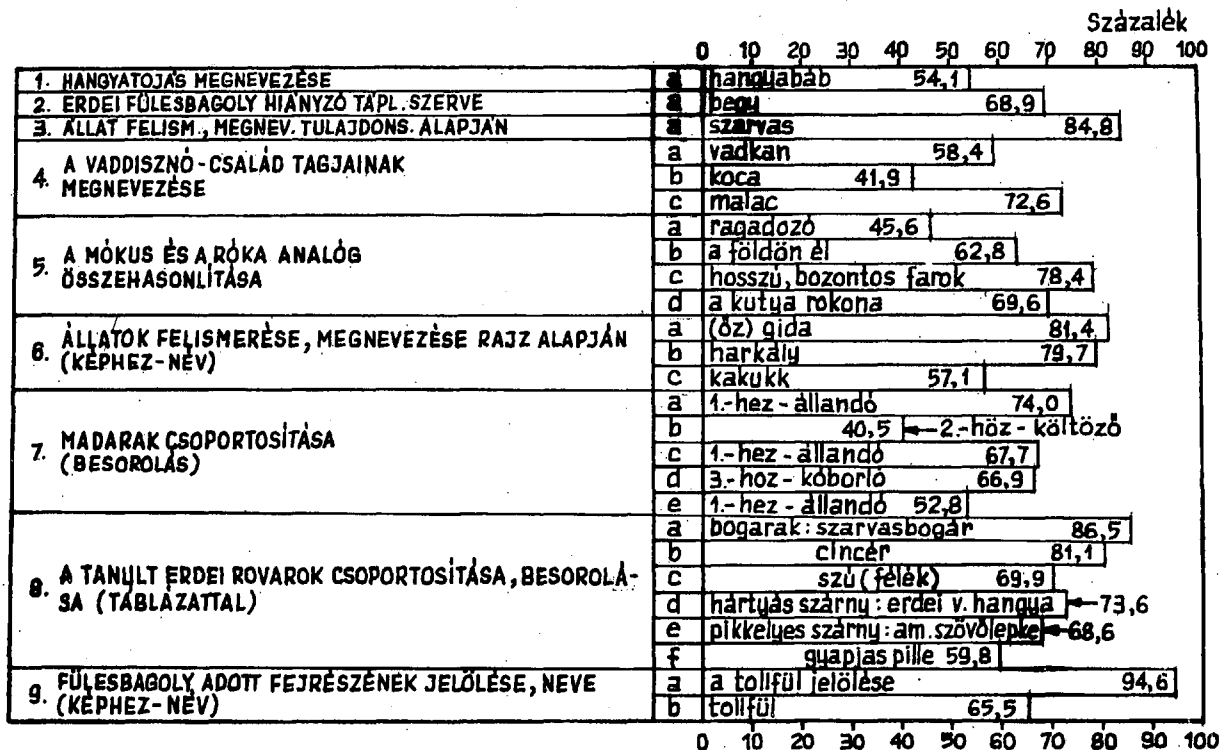 Százalék
0 10 20 30 40 50 60 70 80 90 100
1. HANGYATOJÁS MEGNEVEZÉSE a hangyabáb 54,1
2. ERDEI FÜLESBAGOLY HIÁNYZÓ TÁPL. SZERVE a begy 68,9
3. ÁLLAT FELISM., MEGNEV. TULAJDONS. ALAPJÁN a szarvas 84,8
4. A VADDISZNÓ-CSALÁD TAGJAINAK
MEGNEVEZÉSE
a vadkan 58,4
b koca 41,9
c malac 72,6
5. A MÓKUS ÉS A RÓKA ANALÓG
ÖSSZEHASONLÍTÁSA
a ragadozó 45,6
b a földön él 62,8
c hosszú, bozontos farok 78,4
d a kutya rokona 69,6
6. ÁLLATOK FELISMERÉSE, MEGNEVEZÉSE RAJZ ALAPJÁN
(KÉPHEZ-NÉV)
a (őz) gida 81,4
b harkály 79,7
c kakukk 57,1
7. MADARAK CSOPORTOSÍTÁSA
(BESOROLÁS)
a 1.-hez - állandó 74,0
b 40,5 2.-höz - költöző
c 1.-hez - állandó 67,7
d 3.-hoz - kóborló 66,9
e 1.-hez - állandó 52,8
8. A TANULT ERDEI ROVAROK CSOPORTOSÍTÁSA, BESOROLÁ-
SA (TÁBLÁZATTAL)
a bogarak: szarvasbogár 86,5
b cincér 81,1
c szú (félék) 69,9
d hártyás szárny: erdei v. hangya 73,6
e pikkelyes szárny: am. szövőlepke 68,6
f gyapjas pille 59,8
9. FÜLESBAGOLY ADOTT FEJRÉSZÉNEK JELÖLÉSE, NEVE
(KÉPHEZ-NÉV)
a a tollfül jelölése 94,6
b tollfül 65,5
0 10 20 30 40 50 60 70 80 90 100